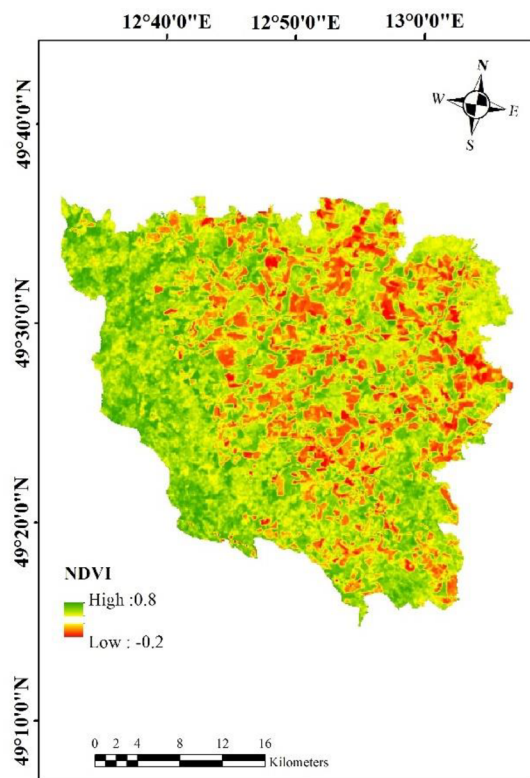 12°40'0"E 12°50'0"E 13°0'0"E
N
W E
S
49°40'0"N
49°30'0"N
49°20'0"N
49°10'0"N
NDVI
High :0.8
Low : -0.2
0 2 4 8 12 16
Kilometers